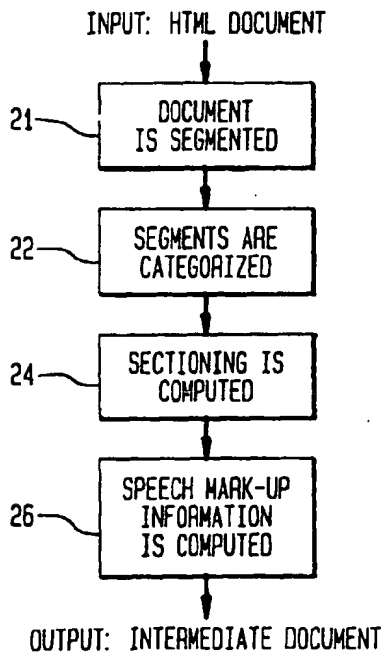 INPUT: HTML DOCUMENT
21
DOCUMENT
IS SEGMENTED
22
SEGMENTS ARE
CATEGORIZED
24
SECTIONING IS
COMPUTED
26
SPEECH MARK-UP
INFORMATION
IS COMPUTED
OUTPUT: INTERMEDIATE DOCUMENT